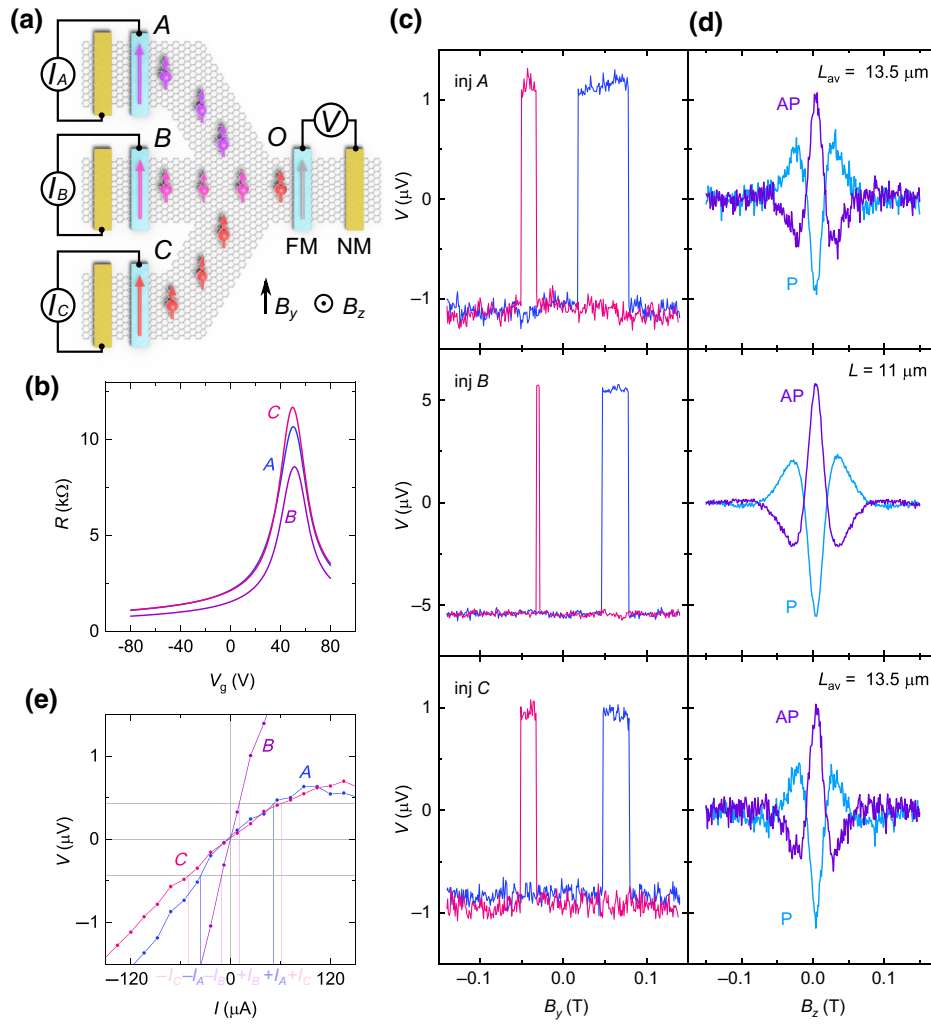 (a)
A
I_A
B
I_B
C
I_C
O
V
FM
NM
B_y
B_z
(b)
C
A
B
10
5
0
R (kΩ)
-80
-40
0
40
80
V_g (V)
(e)
B
A
C
1
0
−1
V (μV)
−I_C −I_A −I_B +I_B +I_A +I_C
−120
0
120
I (μA)
(c)
inj A
1
0
−1
V (μV)
inj B
5
0
−5
V (μV)
inj C
1
0
−1
V (μV)
−0.1
0.0
0.1
B_y (T)
(d)
L_av = 13.5 μm
AP
P
L = 11 μm
AP
P
L_av = 13.5 μm
AP
P
−0.1
0.0
0.1
B_z (T)